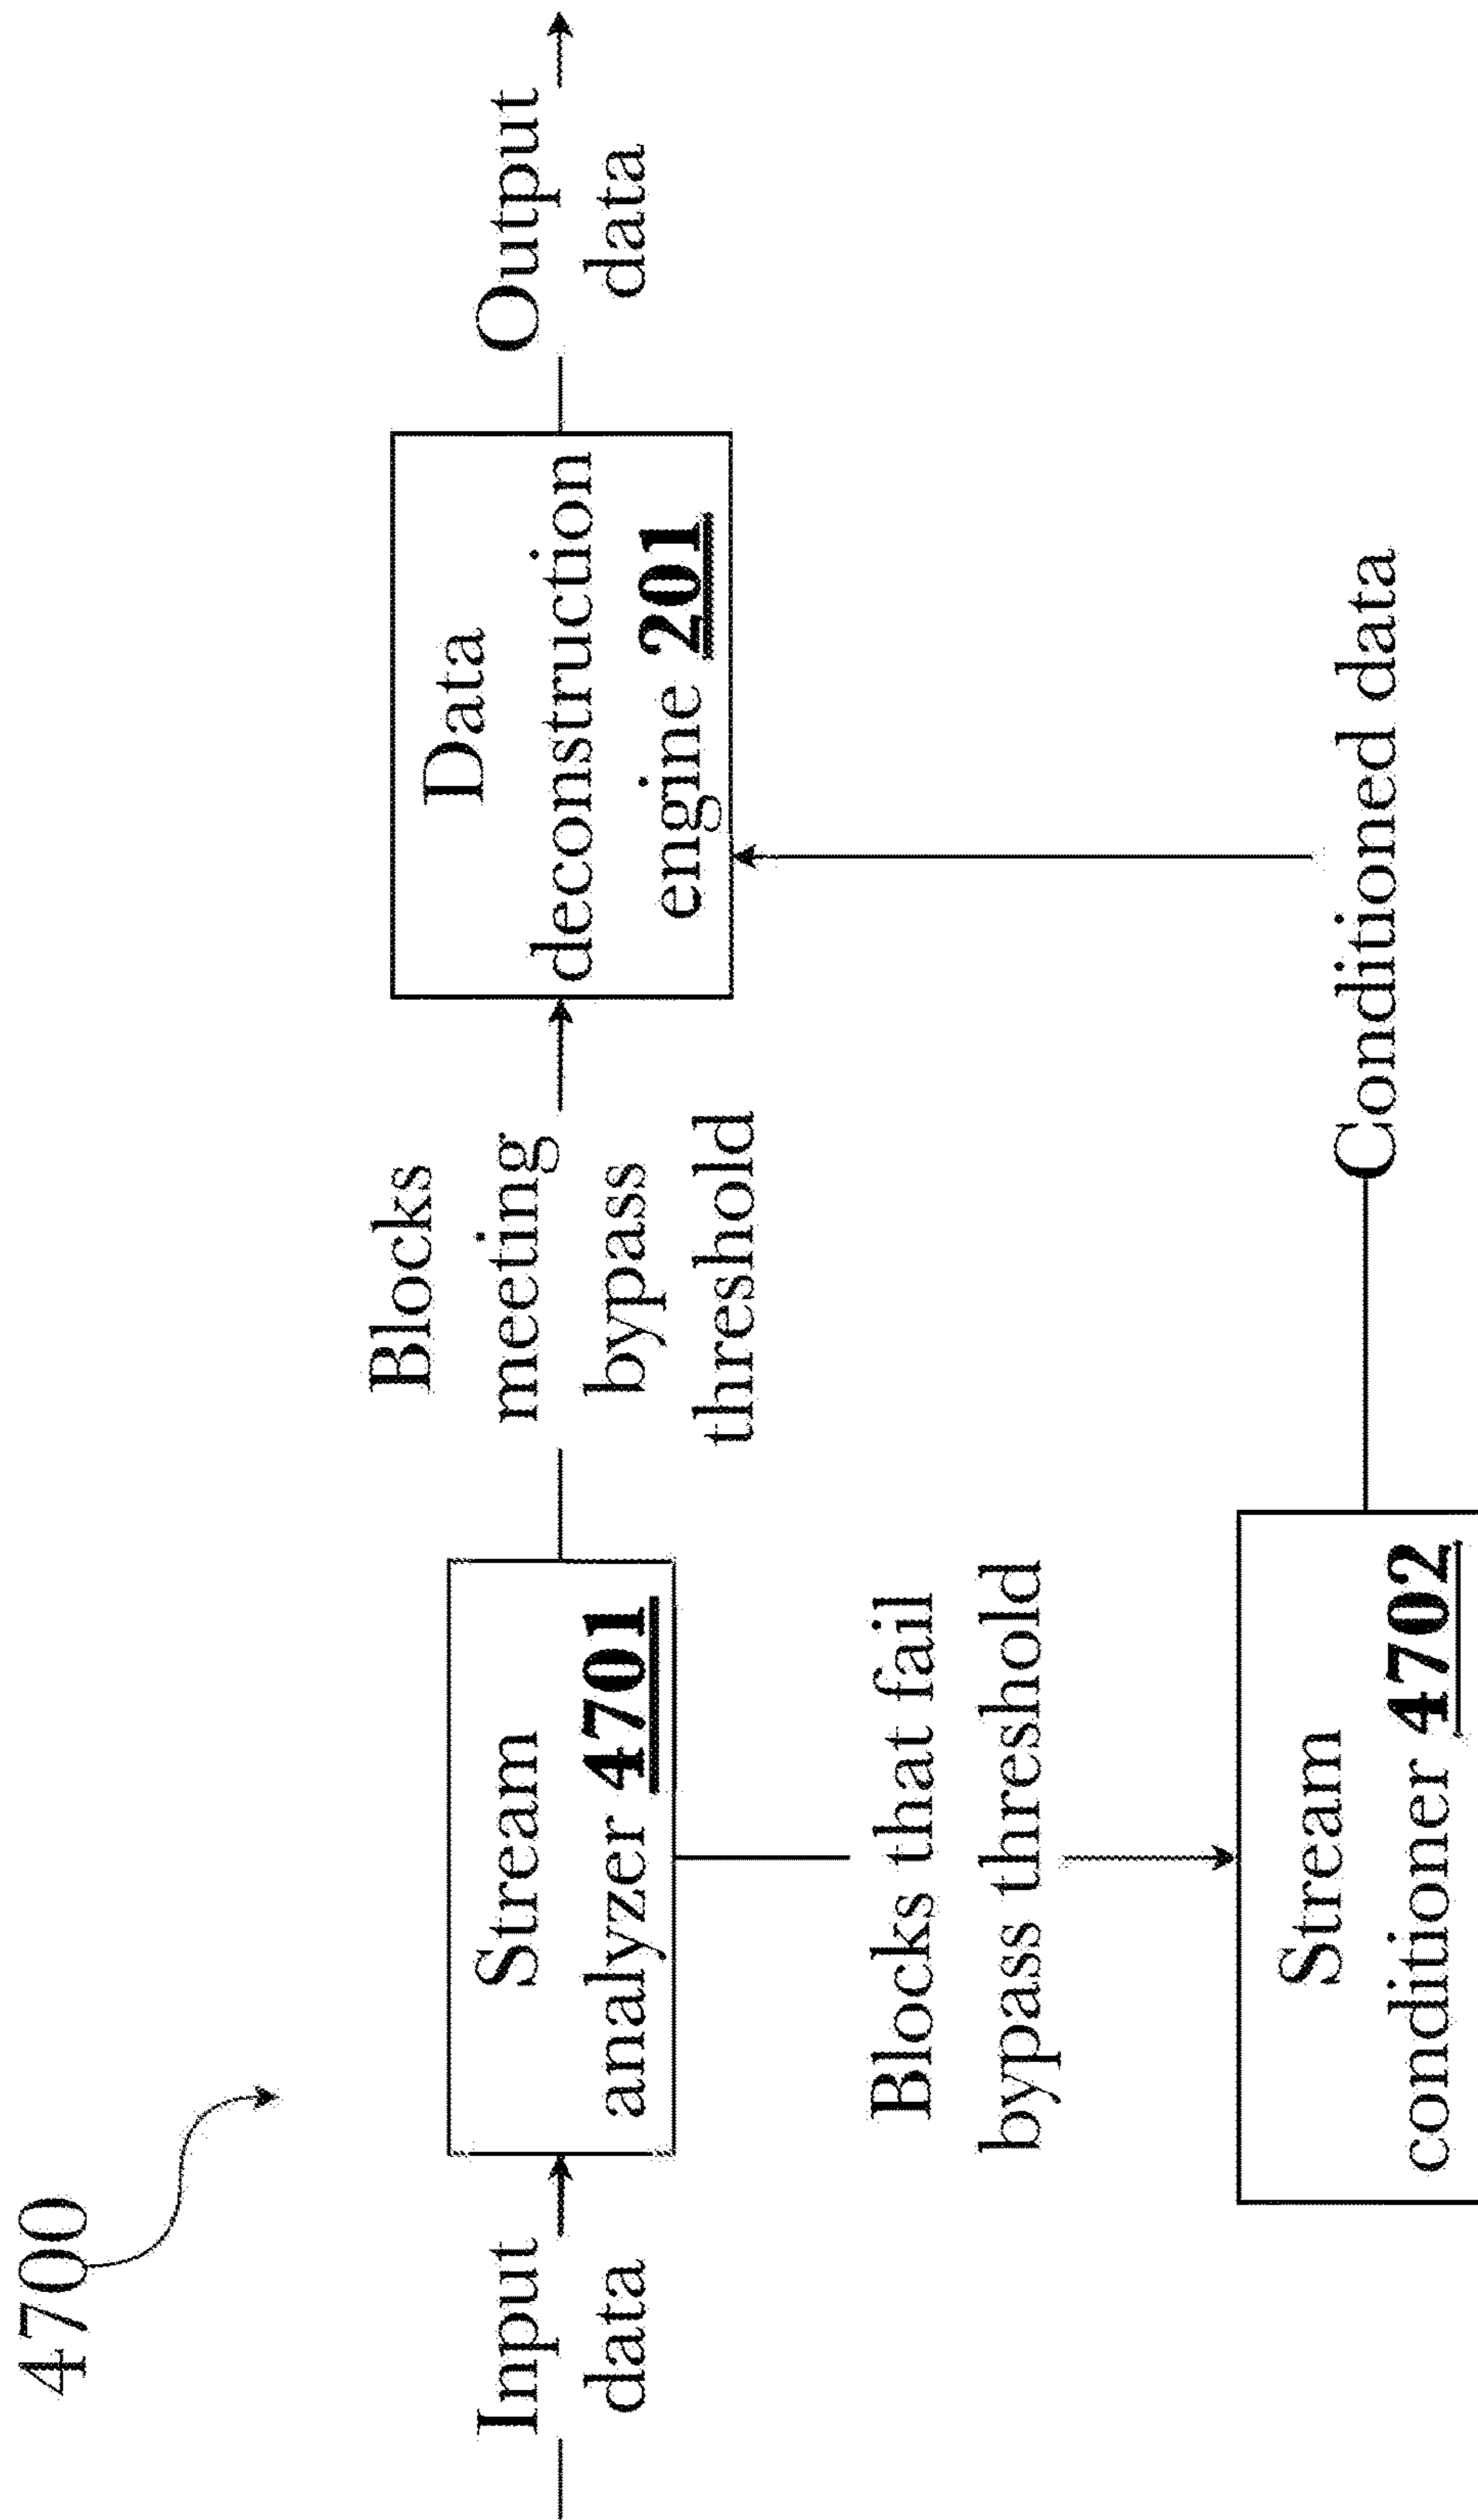 4700
Input
data
Stream
analyzer 4701
Blocks
meeting
bypass
threshold
Data
deconstruction
engine 201
Output
data
Blocks that fail
bypass threshold
Stream
conditioner 4702
Conditioned data